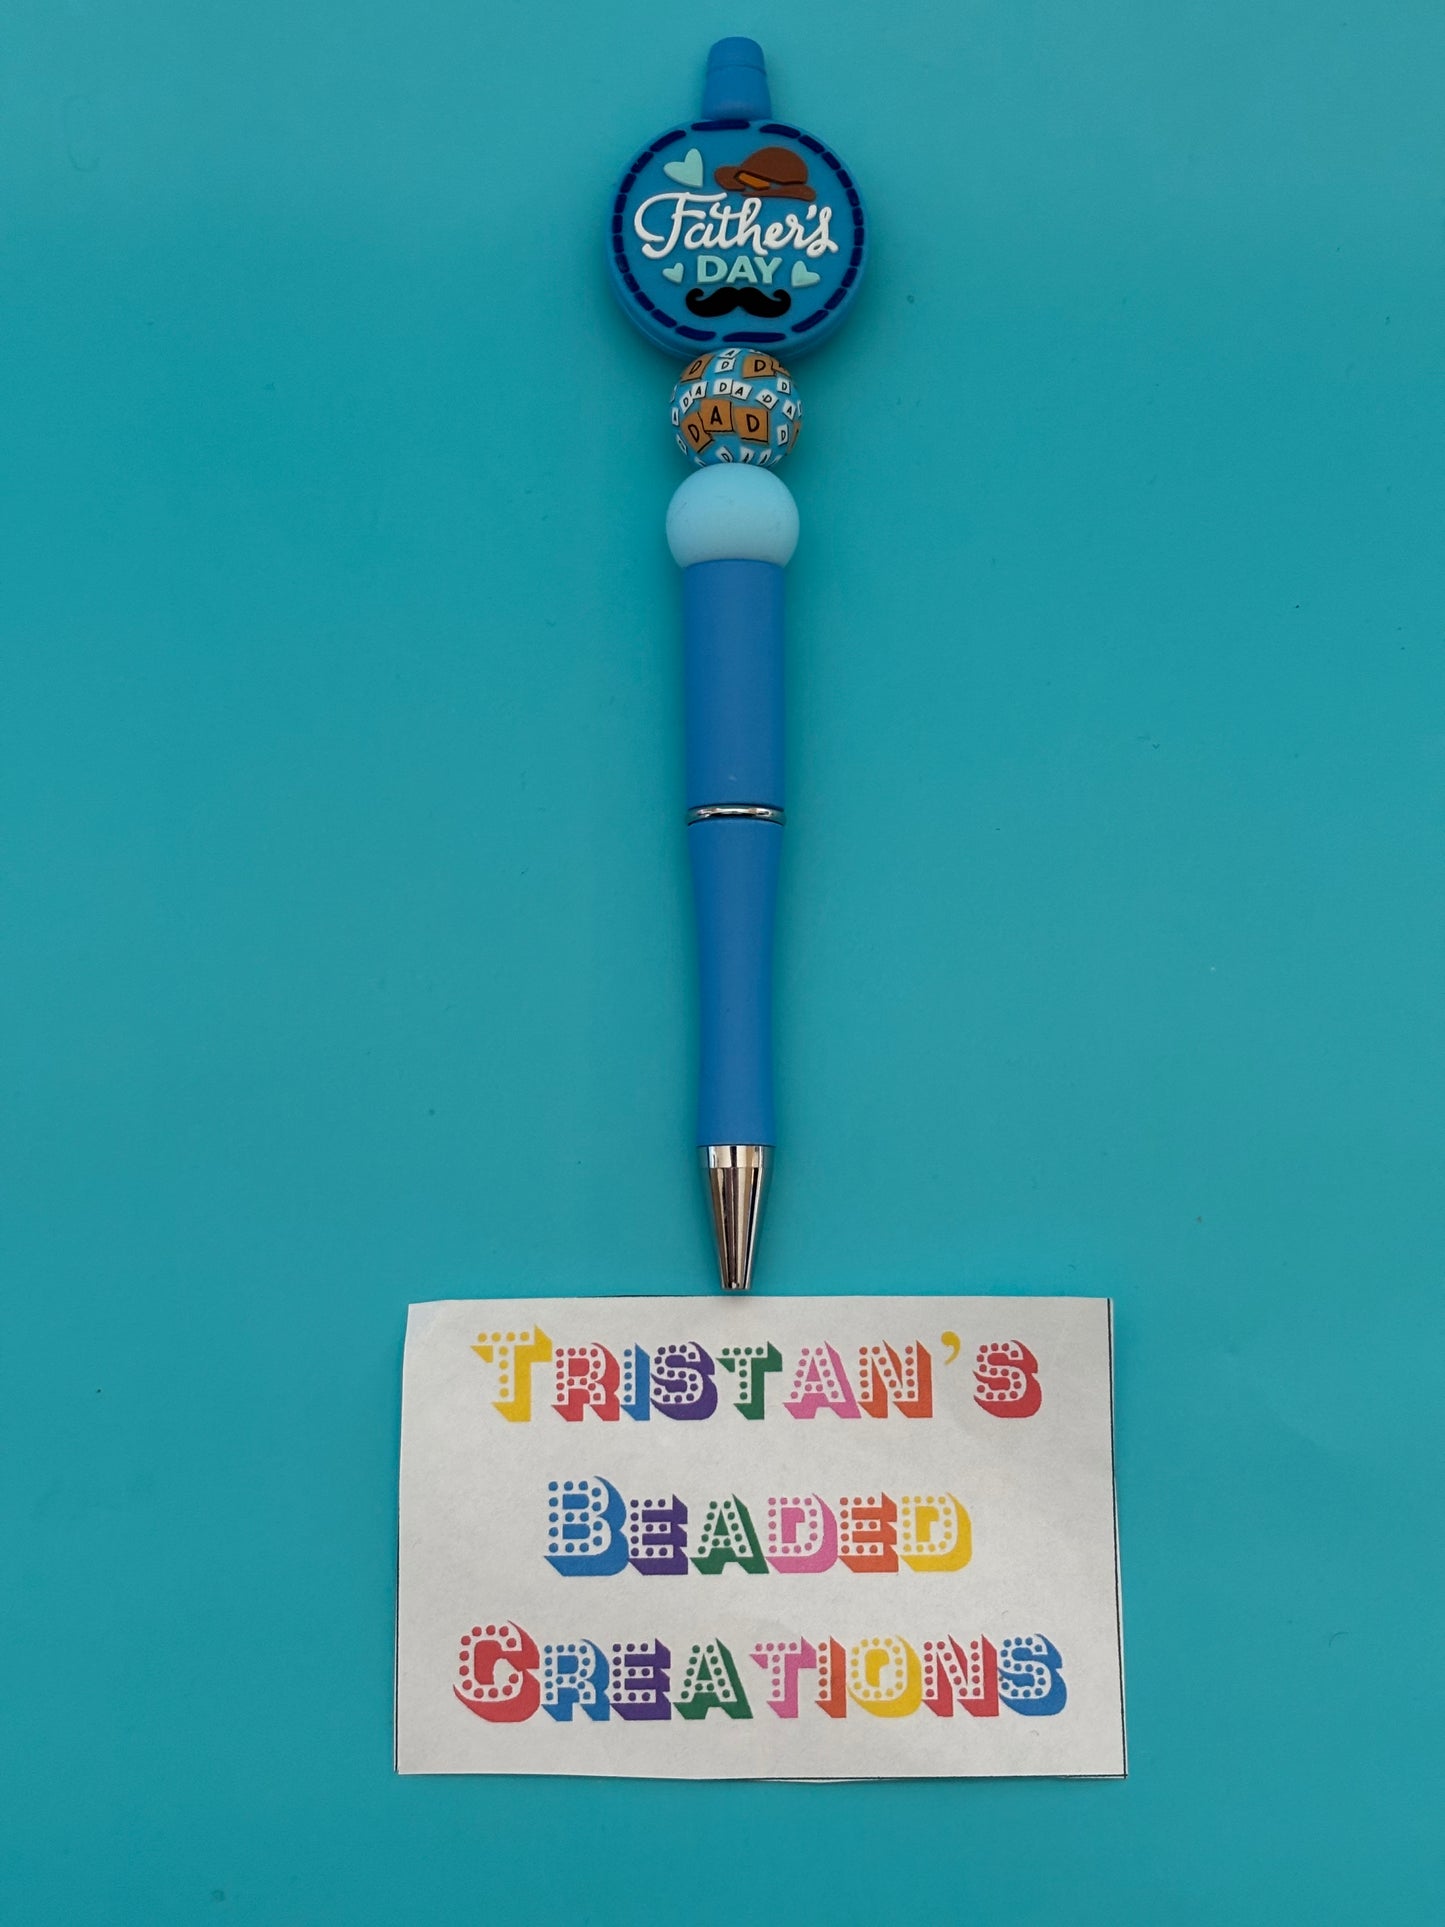 Father's
DAY
DAD
TRISTAN'S
BEADED
CREATIONS